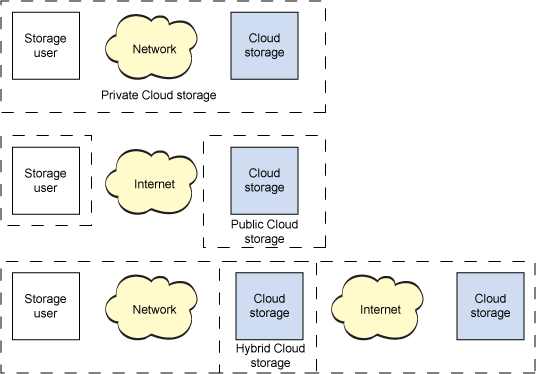 Storage
user
Network
Cloud
storage
Private Cloud storage
Storage
user
Internet
Cloud
storage
Public Cloud
storage
Storage
user
Network
Cloud
storage
Hybrid Cloud
storage
Internet
Cloud
storage